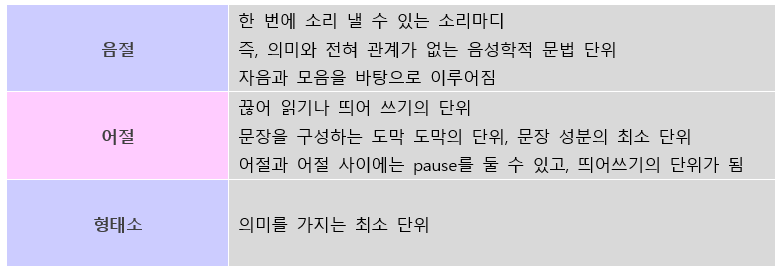 음절
한 번에 소리 낼 수 있는 소리마디
즉, 의미와 전혀 관계가 없는 음성학적 문법 단위
자음과 모음을 바탕으로 이루어짐
어절
끊어 읽기나 띄어 쓰기의 단위
문장을 구성하는 도막 도막의 단위, 문장 성분의 최소 단위
어절과 어절 사이에는 pause를 둘 수 있고, 띄어쓰기의 단위가 됨
형태소
의미를 가지는 최소 단위